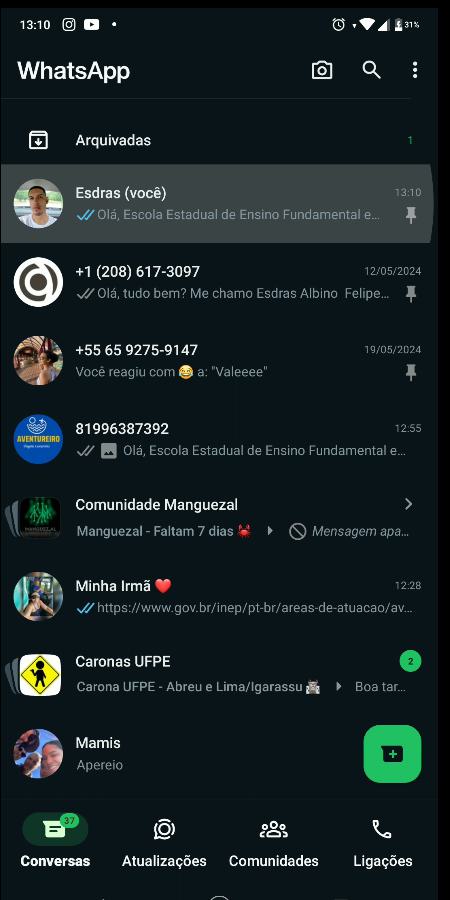 13:10
31%
WhatsApp
Arquivadas
1
Esdras (você)
13:10
Olá, Escola Estadual de Ensino Fundamental e...
+1 (208) 617-3097
12/05/2024
Olá, tudo bem? Me chamo Esdras Albino Felipe...
+55 65 9275-9147
19/05/2024
Você reagiu com 😂 a: "Valeeee"
AVENTUREIRO
81996387392
12:55
Olá, Escola Estadual de Ensino Fundamental e...
Comunidade Manguezal
MANGUEZAL
Manguezal - Faltam 7 dias 🦀
Mensagem apa...
Minha Irmã ❤️
12:28
https://www.gov.br/inep/pt-br/areas-de-atuacao/av...
Caronas UFPE
2
Carona UFPE - Abreu e Lima/Igarassu
Boa tar...
Mamis
Apereio
37
Conversas
Atualizações
Comunidades
Ligações